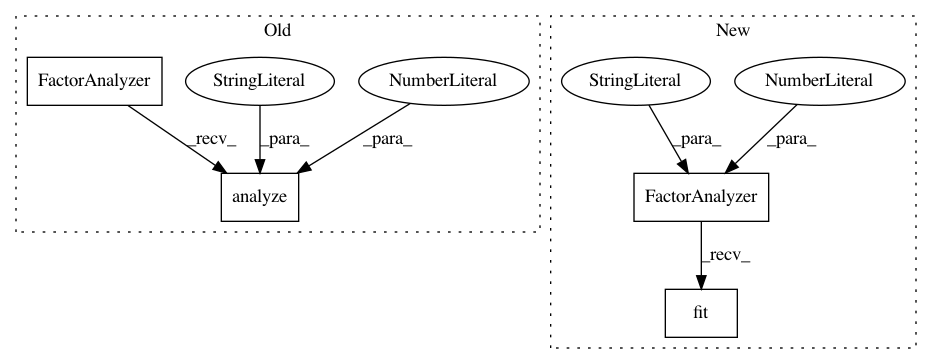 Old
FactorAnalyzer
StringLiteral
NumberLiteral
_recv_
_para_
_para_
analyze
New
StringLiteral
NumberLiteral
_para_
_para_
FactorAnalyzer
_recv_
fit